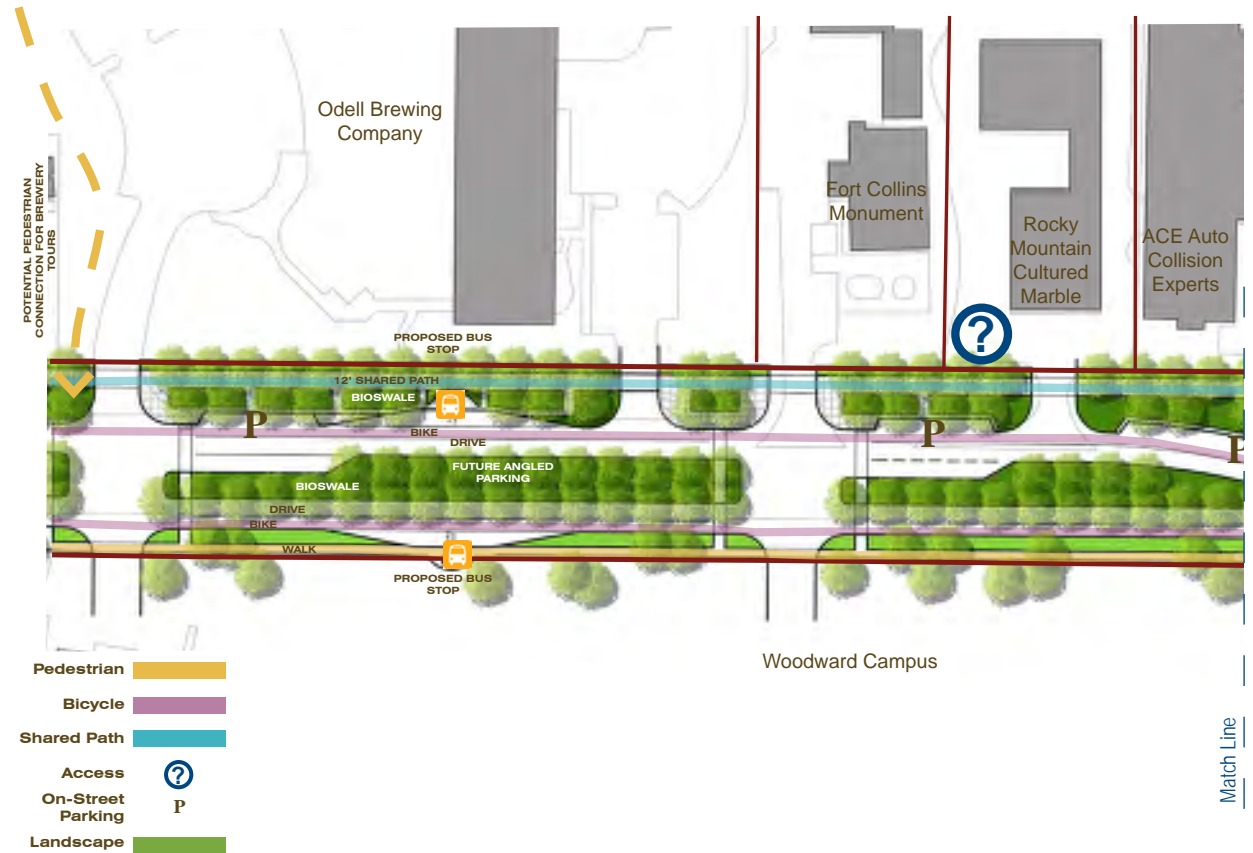 Odell Brewing
Company
POTENTIAL PEDESTRIAN
CONNECTION FOR BREWERY
TOURS
Fort Collins
Monument
Rocky
Mountain
Cultured
Marble
ACE Auto
Collision
Experts
?
PROPOSED BUS
STOP
12' SHARED PATH
BIOSWALE
P
BIKE
DRIVE
P
P
FUTURE ANGLED
PARKING
BIOSWALE
DRIVE
BIKE
WALK
PROPOSED BUS
STOP
Woodward Campus
Pedestrian
Bicycle
Shared Path
Access ?
On-Street
Parking P
Landscape
Match Line